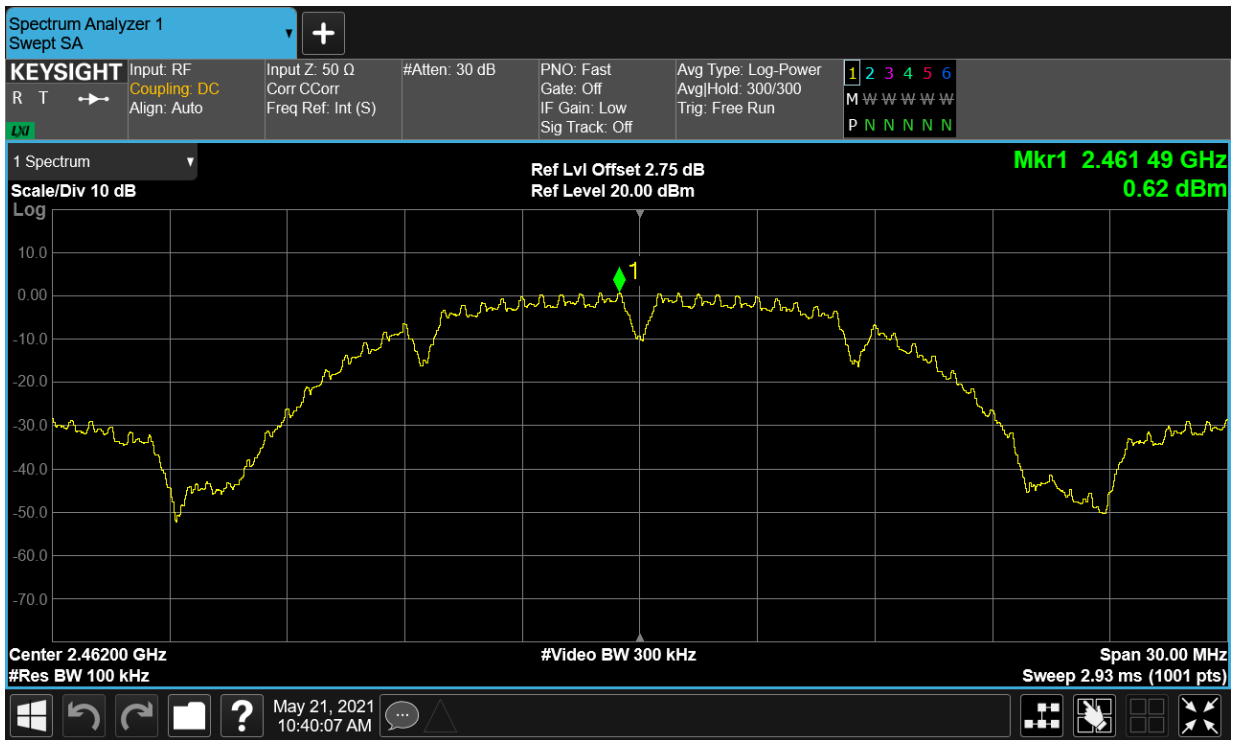 Spectrum Analyzer 1
Swept SA
KEYSIGHT
R T
LXI
Input: RF
Coupling: DC
Align: Auto
Input Z: 50 Ω
Corr CCorr
Freq Ref: Int (S)
#Atten: 30 dB
PNO: Fast
Gate: Off
IF Gain: Low
Sig Track: Off
Avg Type: Log-Power
Avg|Hold: 300/300
Trig: Free Run
1 2 3 4 5 6
M W W W W W
P N N N N N
1 Spectrum
Scale/Div 10 dB
Log
Ref Lvl Offset 2.75 dB
Ref Level 20.00 dBm
Mkr1 2.461 49 GHz
0.62 dBm
10.0
0.00
-10.0
-20.0
-30.0
-40.0
-50.0
-60.0
-70.0
1
Center 2.46200 GHz
#Res BW 100 kHz
#Video BW 300 kHz
Span 30.00 MHz
Sweep 2.93 ms (1001 pts)
?
May 21, 2021
10:40:07 AM